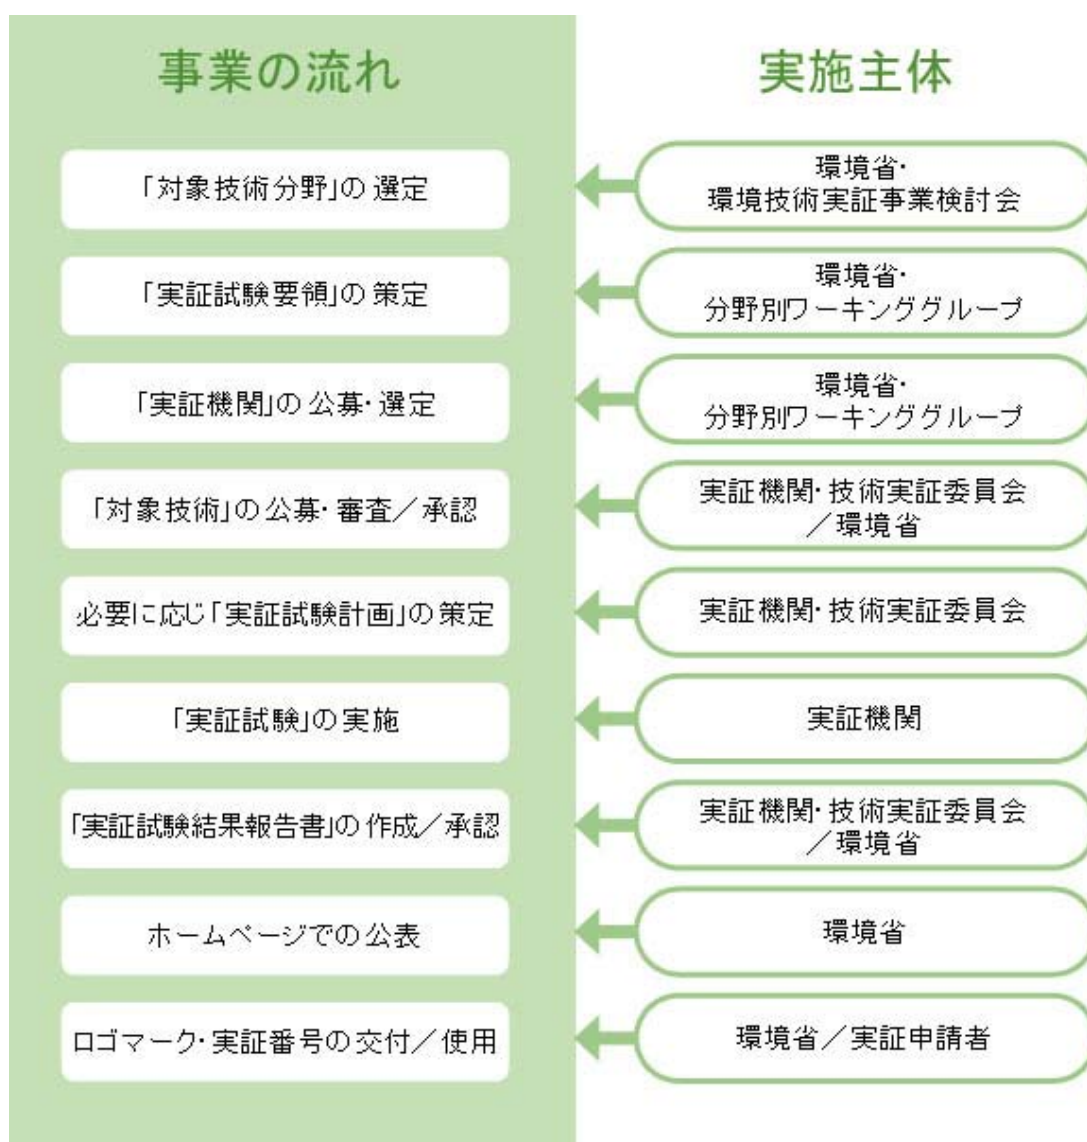 事業の流れ
実施主体
「対象技術分野」の選定
環境省・
環境技術実証事業検討会
「実証試験要領」の策定
環境省・
分野別ワーキンググループ
「実証機関」の公募・選定
環境省・
分野別ワーキンググループ
「対象技術」の公募・審査／承認
実証機関・技術実証委員会
／環境省
必要に応じ「実証試験計画」の策定
実証機関・技術実証委員会
「実証試験」の実施
実証機関
「実証試験結果報告書」の作成／承認
実証機関・技術実証委員会
／環境省
ホームページでの公表
環境省
ロゴマーク・実証番号の交付／使用
環境省／実証申請者